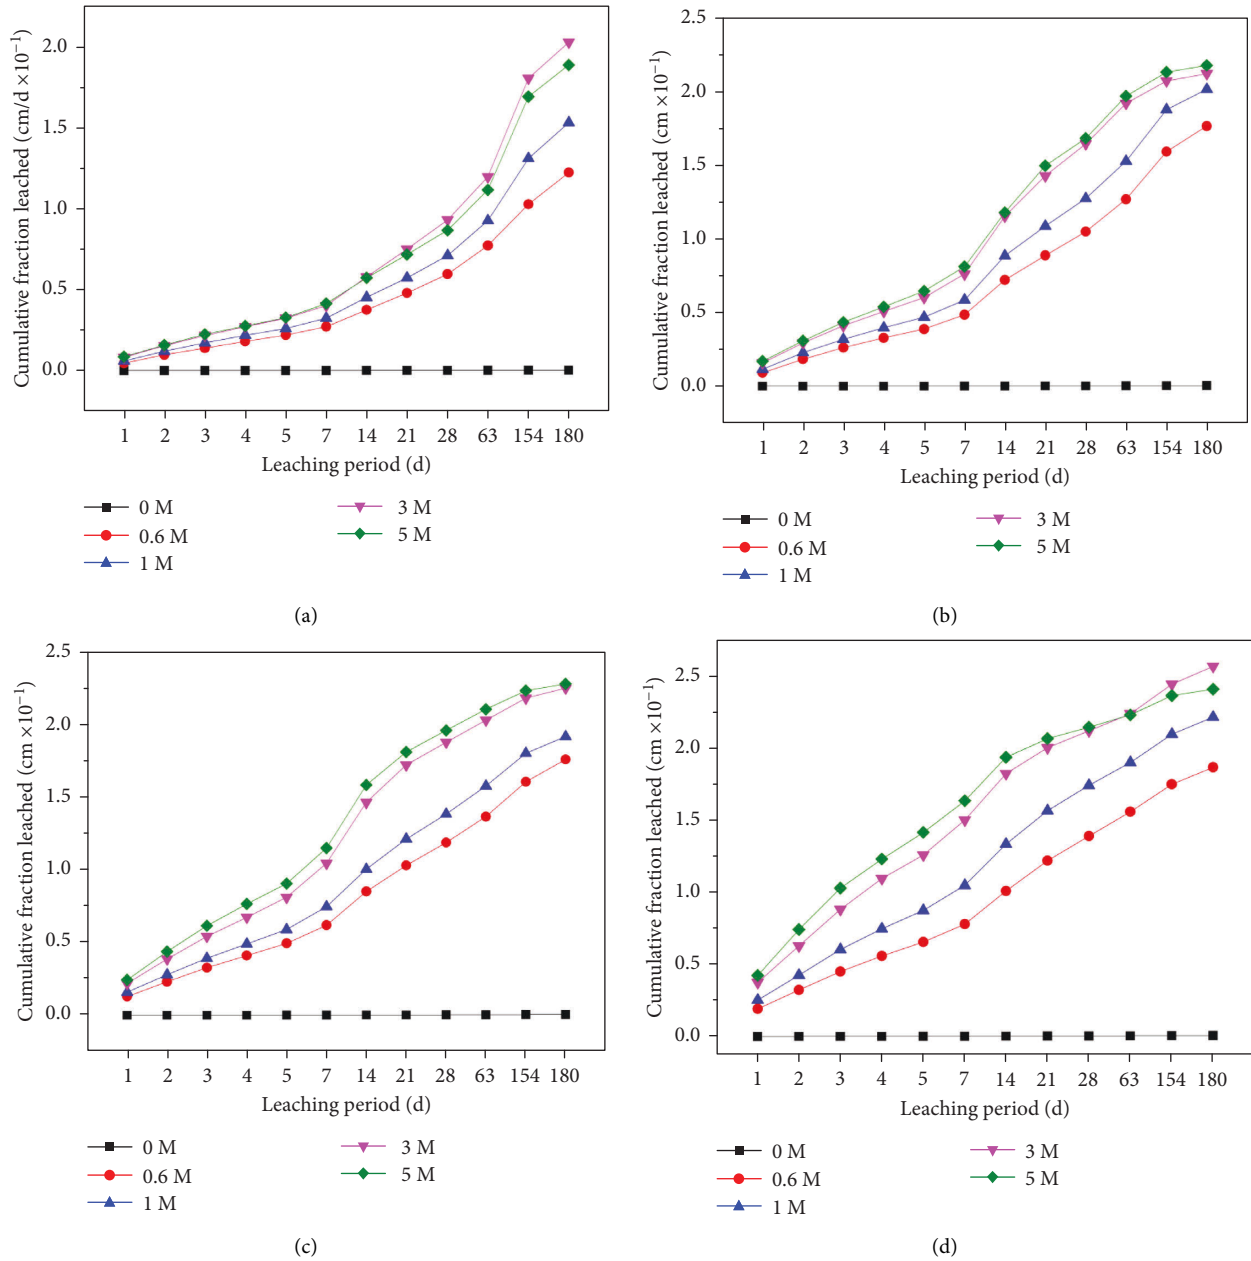 Cumulative fraction leached (cm/d ×10⁻¹)
2.0
1.5
1.0
0.5
0.0
1 2 3 4 5 7 14 21 28 63 154 180
Leaching period (d)
0 M
0.6 M
1 M
3 M
5 M
(a)
Cumulative fraction leached (cm ×10⁻¹)
2.5
2.0
1.5
1.0
0.5
0.0
1 2 3 4 5 7 14 21 28 63 154 180
Leaching period (d)
0 M
0.6 M
1 M
3 M
5 M
(b)
Cumulative fraction leached (cm ×10⁻¹)
2.5
2.0
1.5
1.0
0.5
0.0
1 2 3 4 5 7 14 21 28 63 154 180
Leaching period (d)
0 M
0.6 M
1 M
3 M
5 M
(c)
Cumulative fraction leached (cm ×10⁻¹)
2.5
2.0
1.5
1.0
0.5
0.0
1 2 3 4 5 7 14 21 28 63 154 180
Leaching period (d)
0 M
0.6 M
1 M
3 M
5 M
(d)